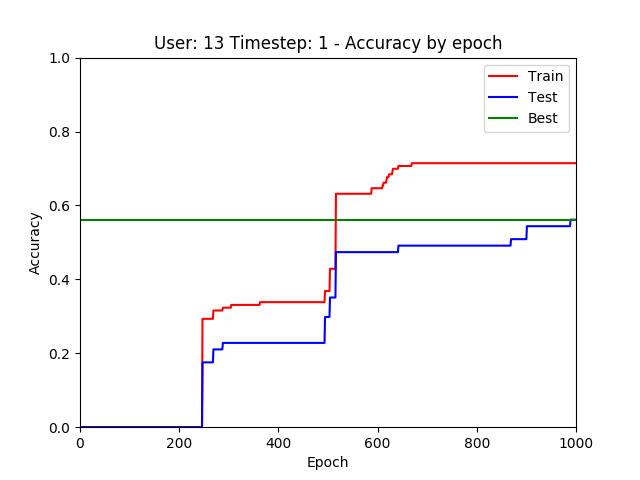 User: 13 Timestep: 1 - Accuracy by epoch
1.0
0.8
0.6
0.4
0.2
0.0
Accuracy
Train
Test
Best
0 200 400 600 800 1000
Epoch